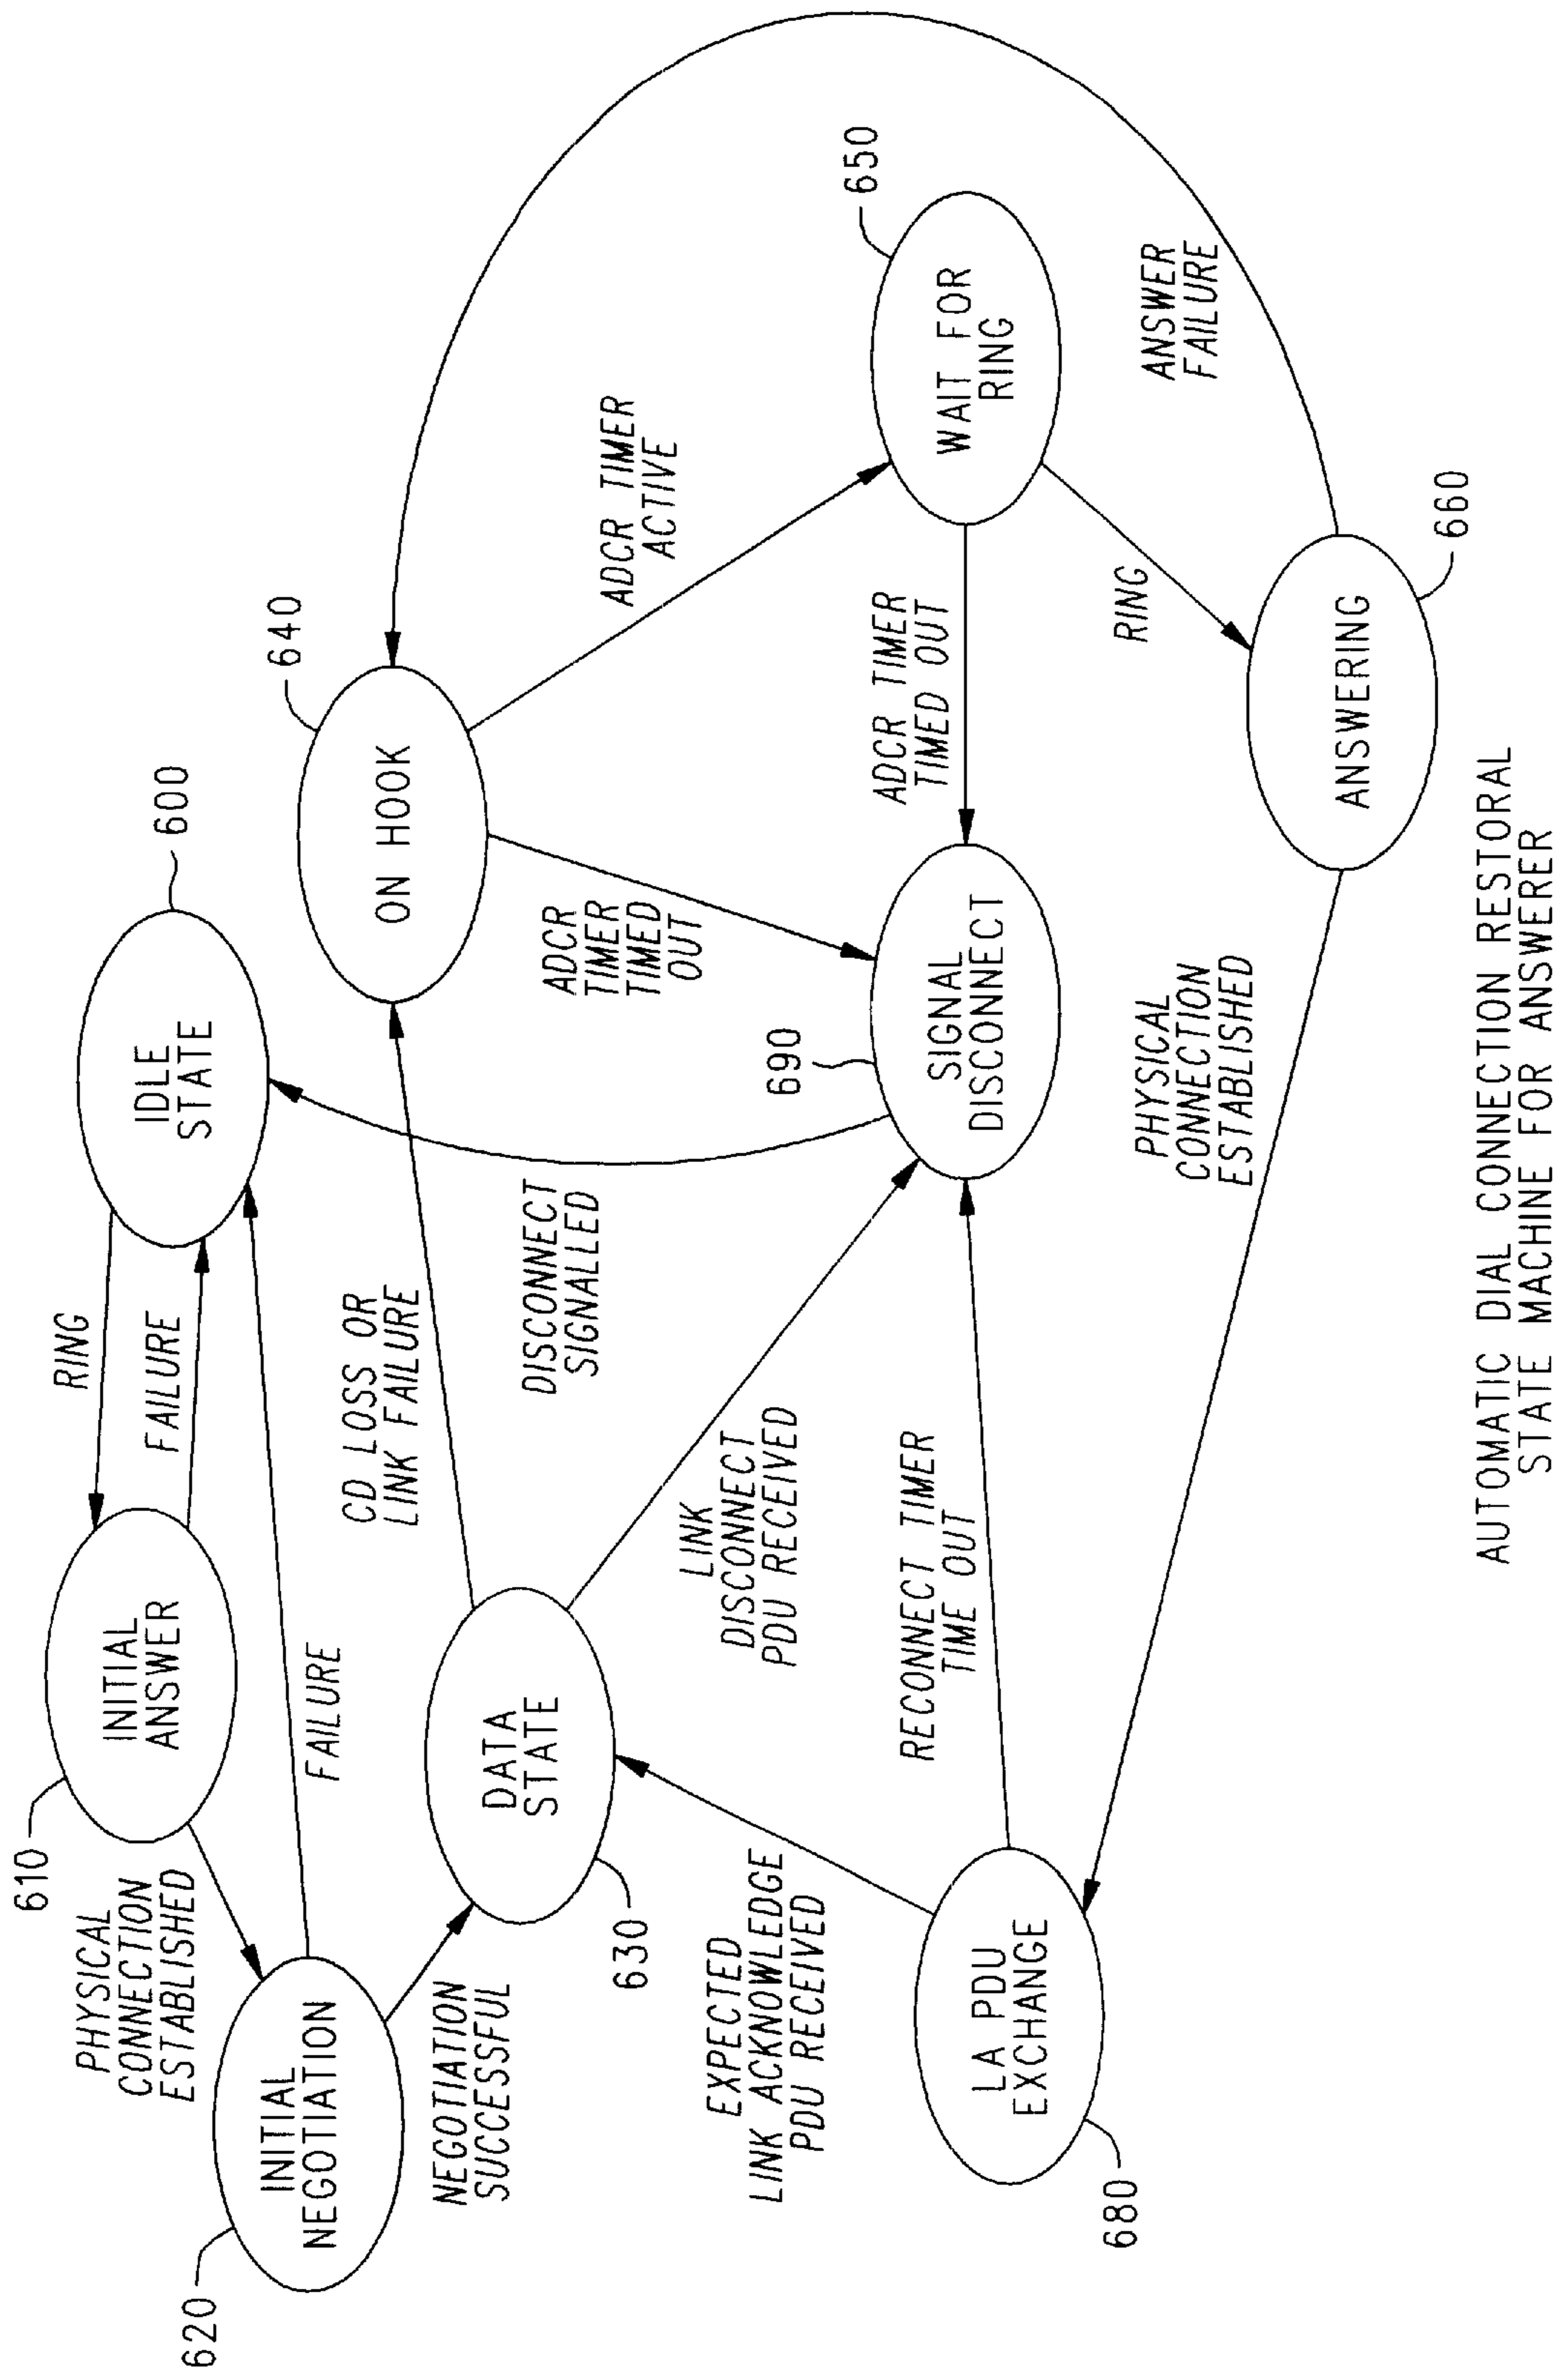 610
INITIAL
ANSWER
RING
FAILURE
IDLE
STATE
600
PHYSICAL
CONNECTION
ESTABLISHED
620
INITIAL
NEGOTIATION
FAILURE
NEGOTIATION
SUCCESSFUL
CD LOSS OR
LINK FAILURE
640
ON HOOK
DATA
STATE
630
DISCONNECT
SIGNALLED
ADCR
TIMER
TIMED
OUT
ADCR TIMER
ACTIVE
LINK
DISCONNECT
PDU RECEIVED
690
SIGNAL
DISCONNECT
ADCR TIMER
TIMED OUT
650
WAIT FOR
RING
EXPECTED
LINK ACKNOWLEDGE
PDU RECEIVED
RECONNECT TIMER
TIME OUT
LA PDU
EXCHANGE
680
PHYSICAL
CONNECTION
ESTABLISHED
RING
ANSWER
FAILURE
ANSWERING
660
AUTOMATIC DIAL CONNECTION RESTORAL
STATE MACHINE FOR ANSWERER